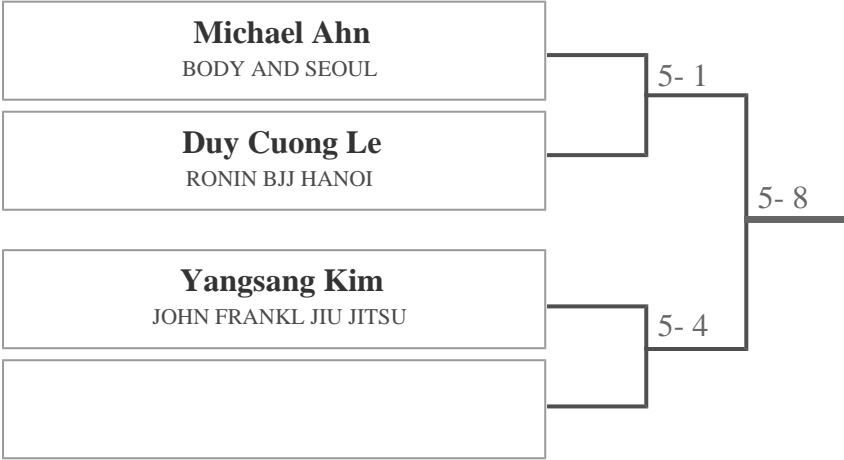 Michael Ahn
BODY AND SEOUL
5- 1
Duy Cuong Le
RONIN BJJ HANOI
5- 8
Yangsang Kim
JOHN FRANKL JIU JITSU
5- 4